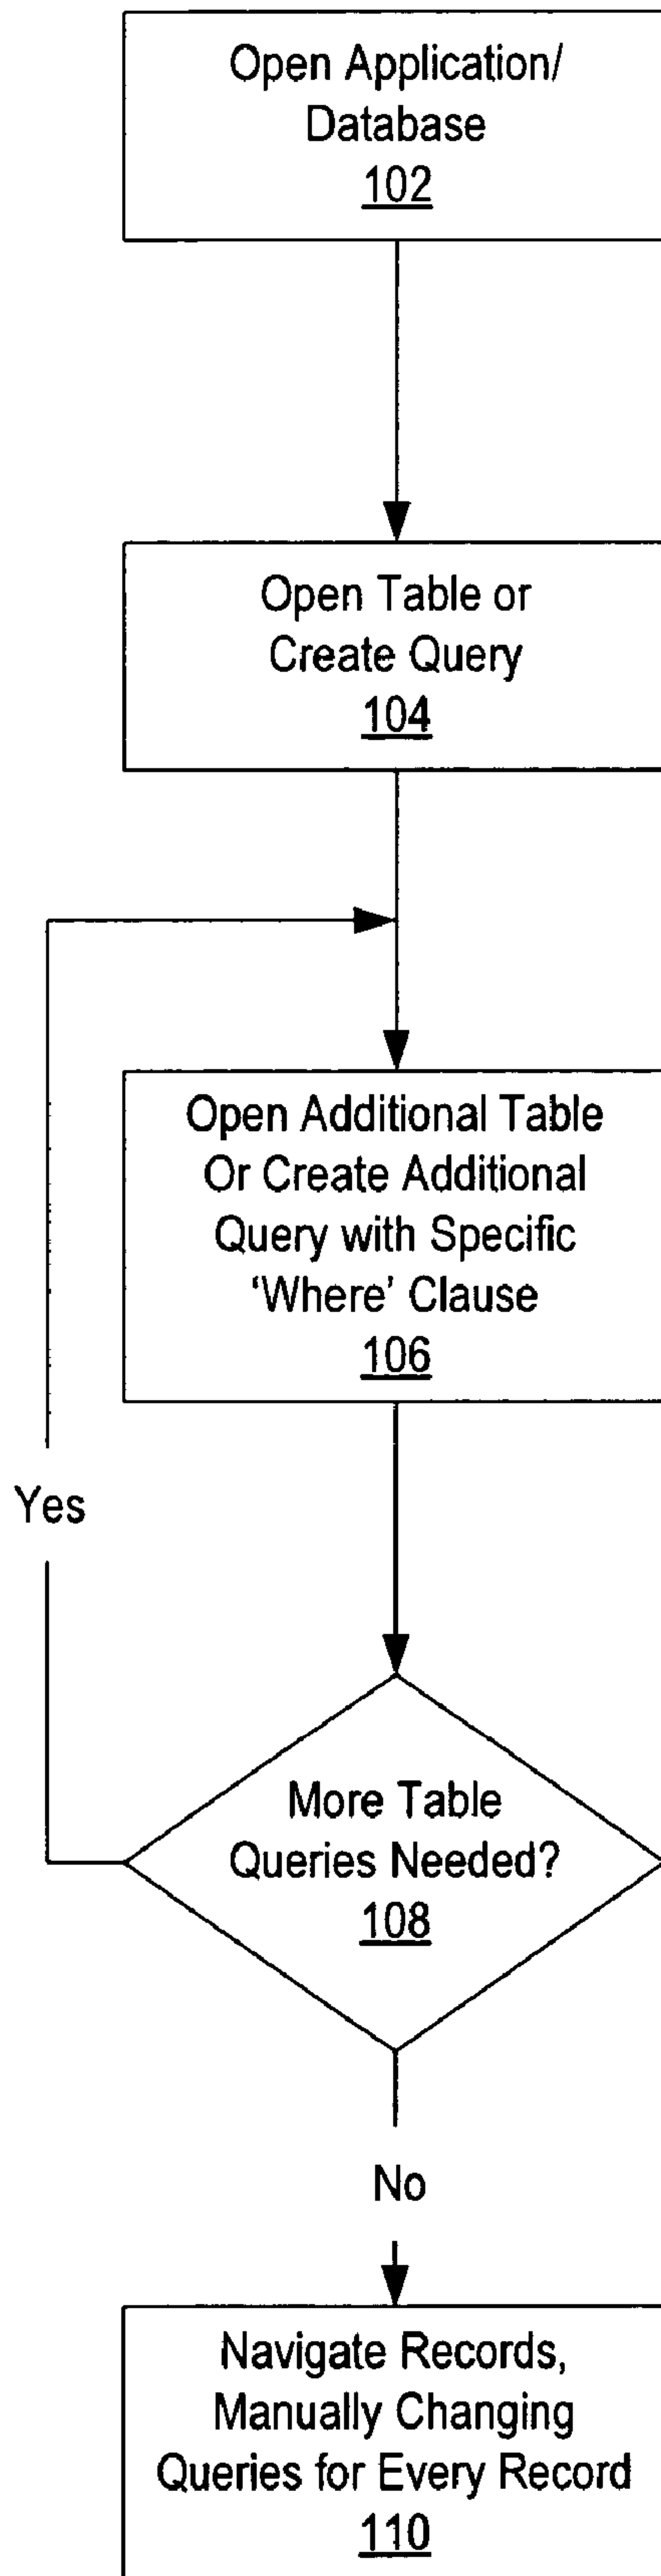 Open Application/
Database
102
Open Table or
Create Query
104
Open Additional Table
Or Create Additional
Query with Specific
‘Where’ Clause
106
Yes
More Table
Queries Needed?
108
No
Navigate Records,
Manually Changing
Queries for Every Record
110